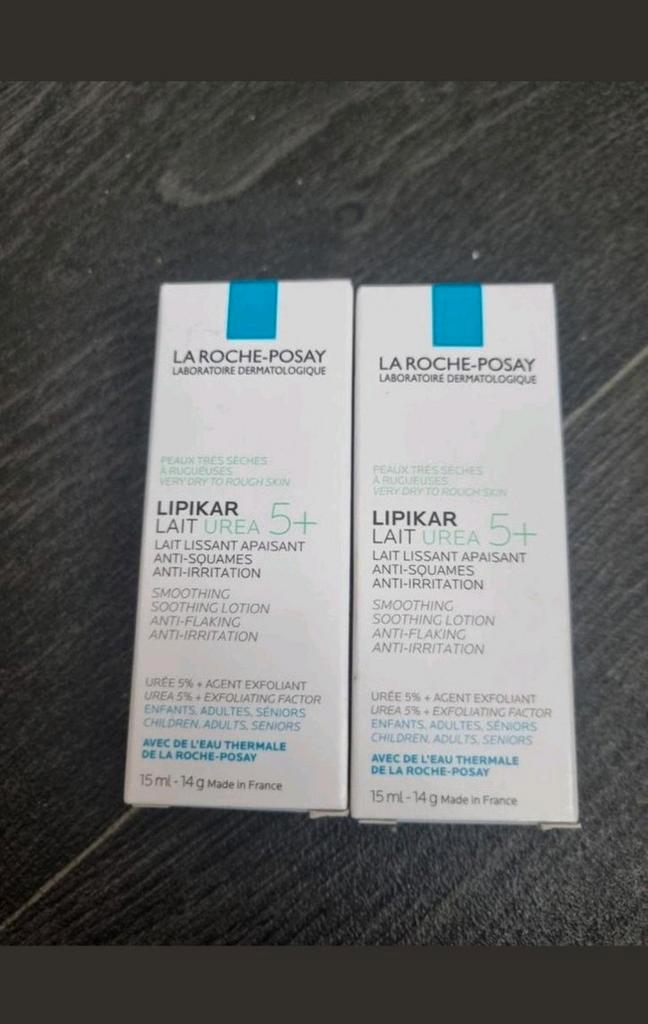 LA ROCHE-POSAY
LABORATOIRE DERMATOLOGIQUE
PEAUX TRÈS SÈCHES
À RUGUEUSES
VERY DRY TO ROUGH SKIN
LIPIKAR
LAIT UREA 5+
LAIT LISSANT APAISANT
ANTI-SQUAMES
ANTI-IRRITATION
SMOOTHING
SOOTHING LOTION
ANTI-FLAKING
ANTI-IRRITATION
URÉE 5% + AGENT EXFOLIANT
UREA 5% + EXFOLIATING FACTOR
ENFANTS, ADULTES, SÉNIORS
CHILDREN, ADULTS, SENIORS
AVEC DE L'EAU THERMALE
DE LA ROCHE-POSAY
15 ml - 14 g Made in France
LA ROCHE-POSAY
LABORATOIRE DERMATOLOGIQUE
PEAUX TRÈS SÈCHES
À RUGUEUSES
VERY DRY TO ROUGH SKIN
LIPIKAR
LAIT UREA 5+
LAIT LISSANT APAISANT
ANTI-SQUAMES
ANTI-IRRITATION
SMOOTHING
SOOTHING LOTION
ANTI-FLAKING
ANTI-IRRITATION
URÉE 5% + AGENT EXFOLIANT
UREA 5% + EXFOLIATING FACTOR
ENFANTS, ADULTES, SÉNIORS
CHILDREN, ADULTS, SENIORS
AVEC DE L'EAU THERMALE
DE LA ROCHE-POSAY
15 ml - 14 g Made in France